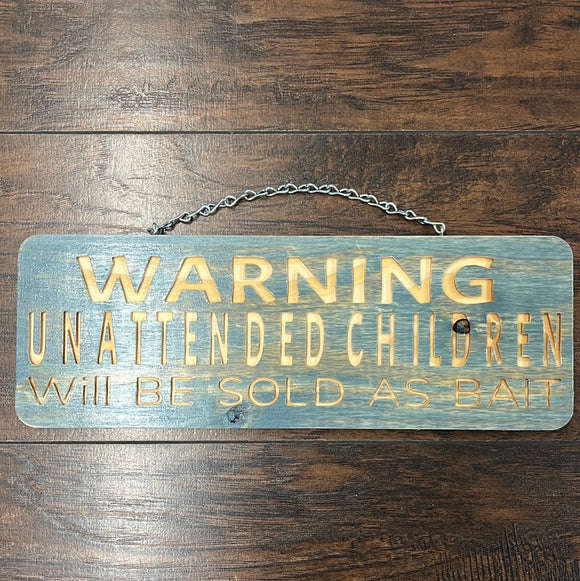 WARNING
UNATTENDED CHILDREN
Will BE SOLD AS BAIT